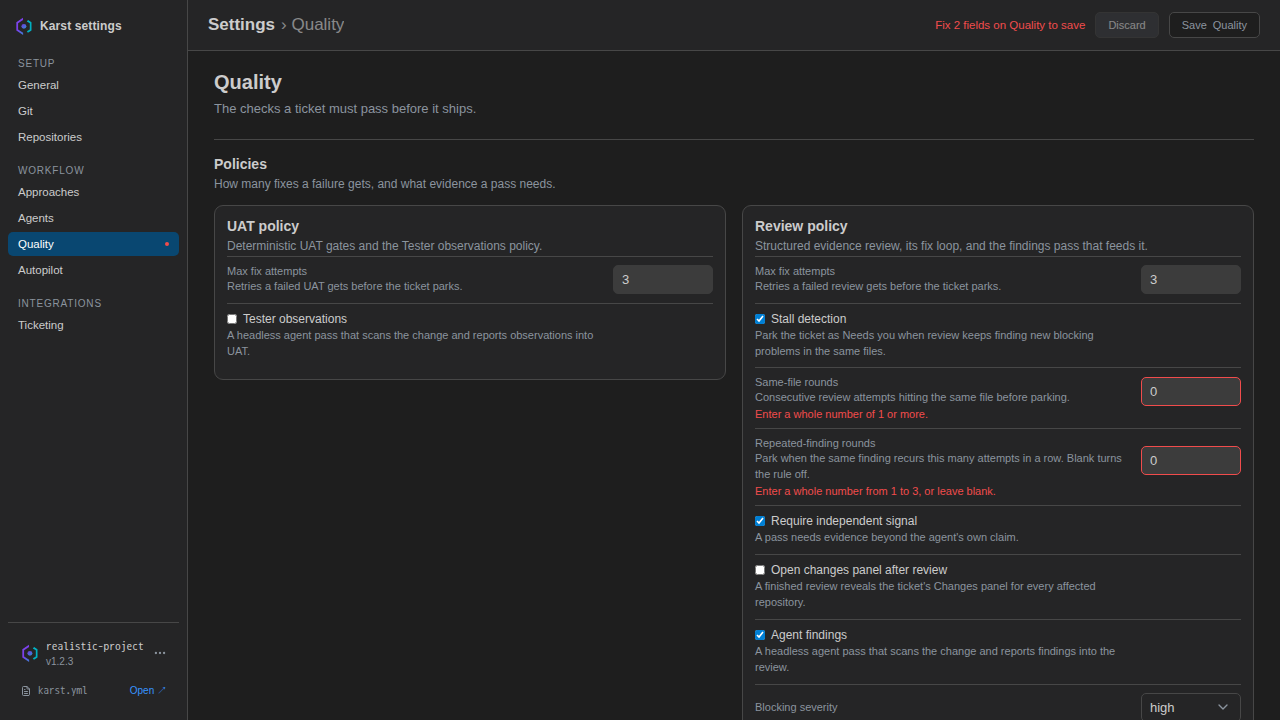 Karst settings
SETUP
General
Git
Repositories
WORKFLOW
Approaches
Agents
Quality
Autopilot
INTEGRATIONS
Ticketing
realistic-project
v1.2.3
karst.yml
Open ↗
Settings › Quality
Fix 2 fields on Quality to save
Discard
Save Quality
Quality
The checks a ticket must pass before it ships.
Policies
How many fixes a failure gets, and what evidence a pass needs.
UAT policy
Deterministic UAT gates and the Tester observations policy.
Max fix attempts
Retries a failed UAT gets before the ticket parks.
3
Tester observations
A headless agent pass that scans the change and reports observations into
UAT.
Review policy
Structured evidence review, its fix loop, and the findings pass that feeds it.
Max fix attempts
Retries a failed review gets before the ticket parks.
3
Stall detection
Park the ticket as Needs you when review keeps finding new blocking
problems in the same files.
Same-file rounds
Consecutive review attempts hitting the same file before parking.
Enter a whole number of 1 or more.
0
Repeated-finding rounds
Park when the same finding recurs this many attempts in a row. Blank turns
the rule off.
Enter a whole number from 1 to 3, or leave blank.
0
Require independent signal
A pass needs evidence beyond the agent's own claim.
Open changes panel after review
A finished review reveals the ticket's Changes panel for every affected
repository.
Agent findings
A headless agent pass that scans the change and reports findings into the
review.
Blocking severity
high